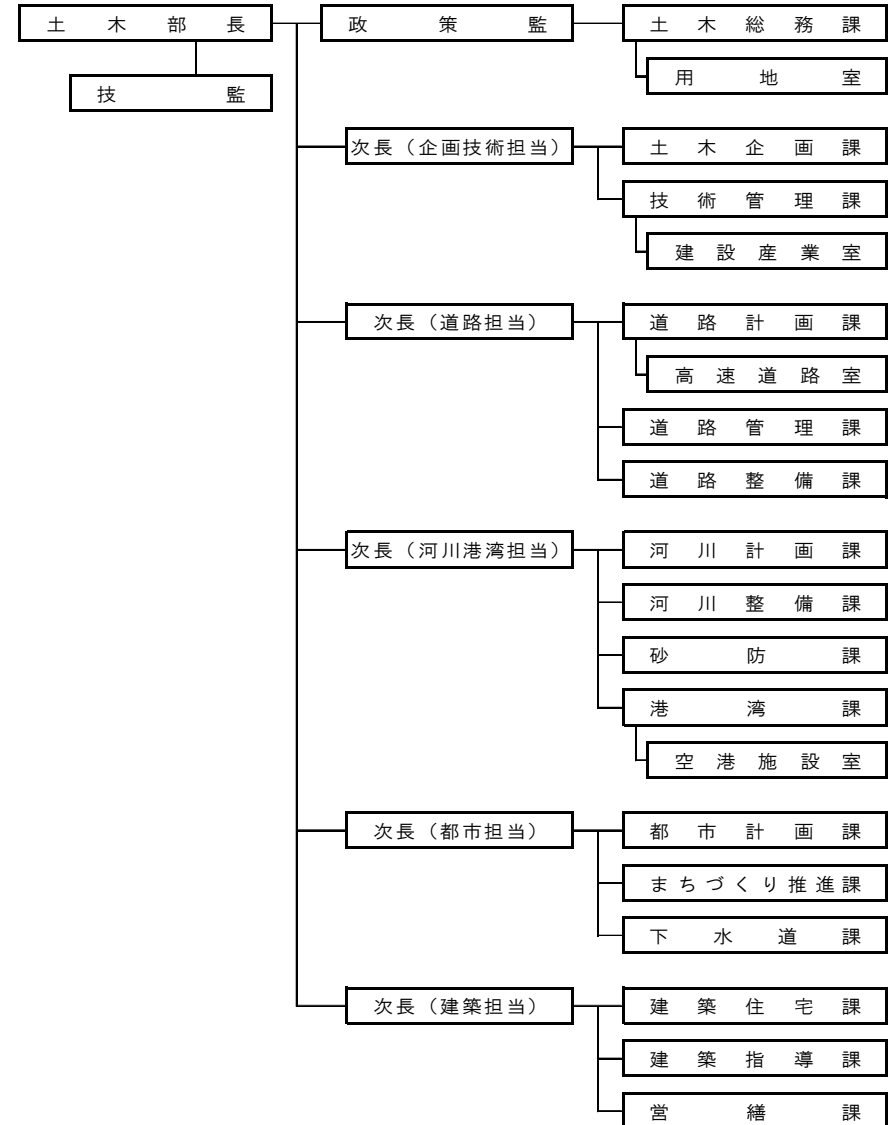 土木部長 政策監 土木総務課
用地室
技監
次長（企画技術担当） 土木企画課
技術管理課
建設産業室
次長（道路担当） 道路計画課
高速道路室
道路管理課
道路整備課
次長（河川港湾担当） 河川計画課
河川整備課
砂防課
港湾課
空港施設室
次長（都市担当） 都市計画課
まちづくり推進課
下水道課
次長（建築担当） 建築住宅課
建築指導課
営繕課